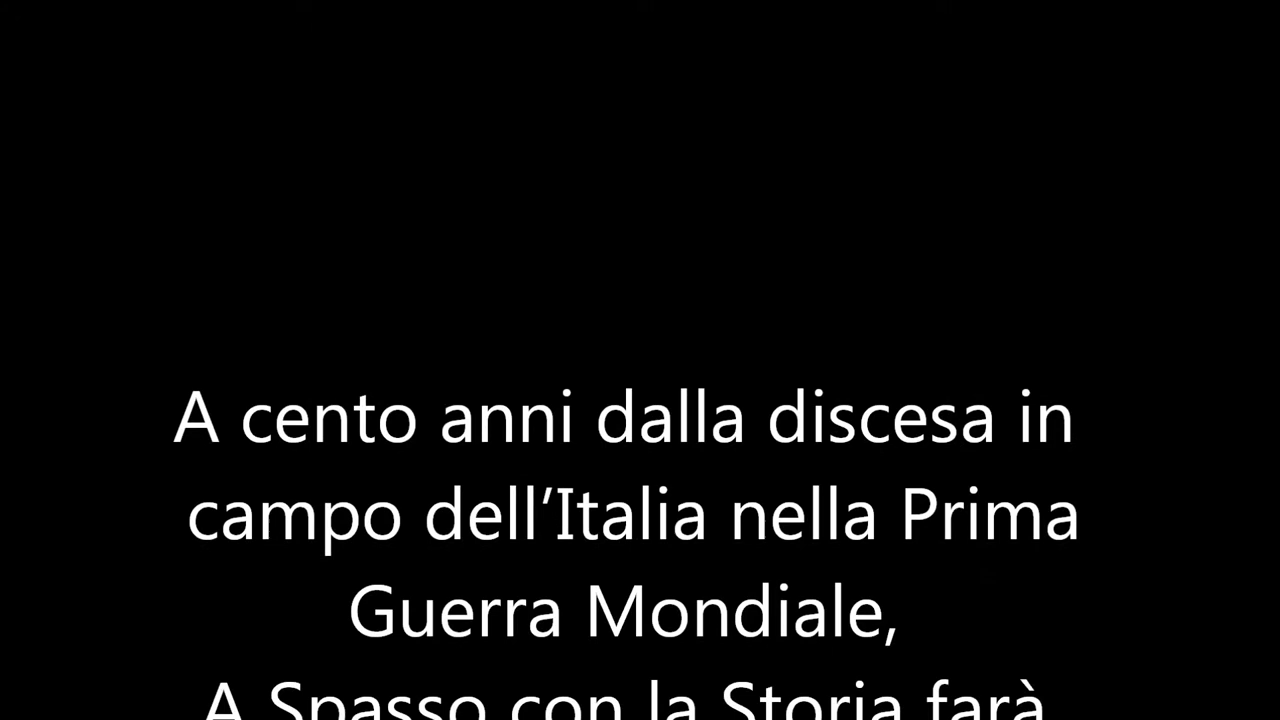 A cento anni dalla discesa in
campo dell’Italia nella Prima
Guerra Mondiale,
A Spasso con la Storia farà